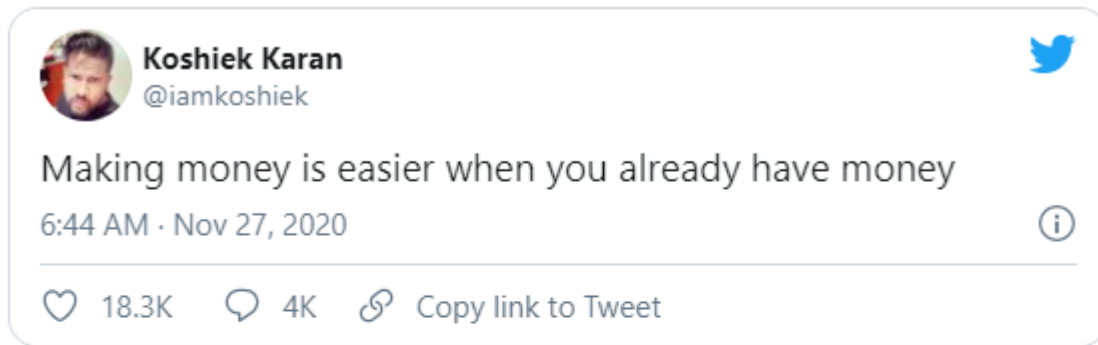 Koshiek Karan
@iamkoshiek
Making money is easier when you already have money
6:44 AM · Nov 27, 2020
18.3K 4K Copy link to Tweet